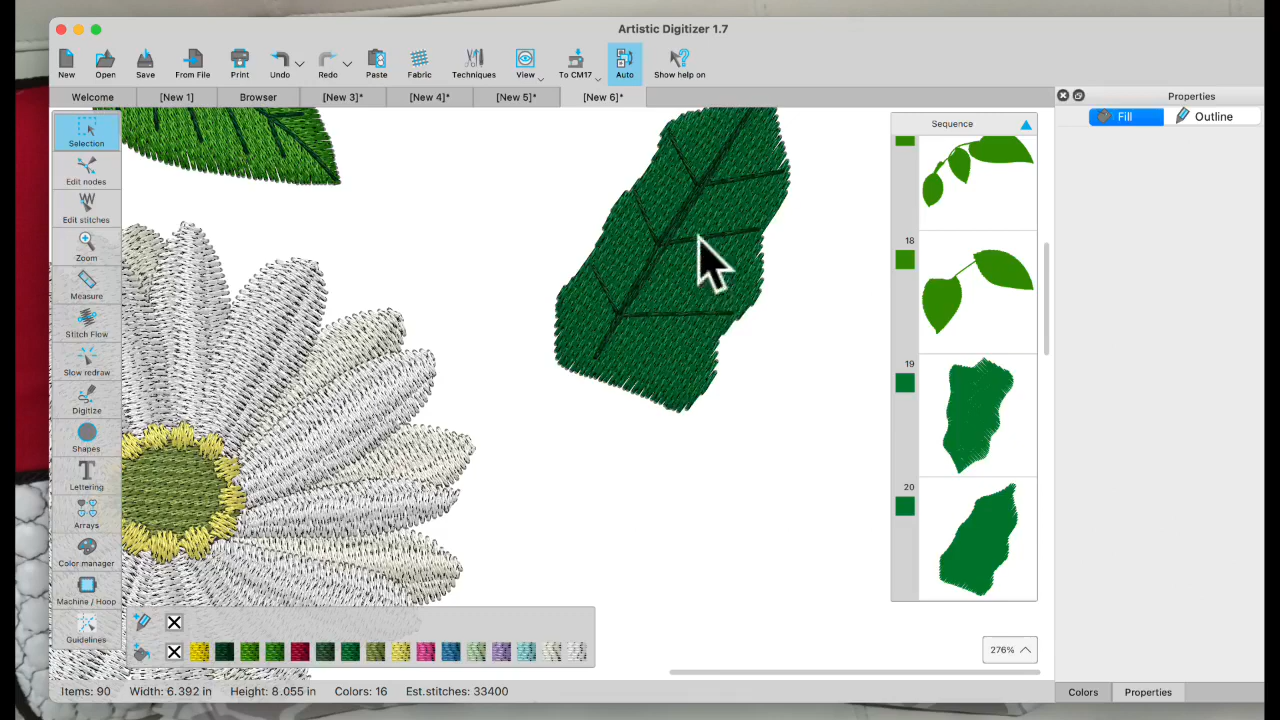 Artistic Digitizer 1.7
New Open Save From File Print Undo Redo Paste Fabric Techniques View To CM17 Auto Show help on
Welcome [New 1] Browser [New 3]* [New 4]* [New 5]* [New 6]*
Properties
Fill Outline
Selection
Edit nodes
Edit stitches
Zoom
Measure
Stitch Flow
Slow redraw
Digitize
Shapes
Lettering
Arrays
Color manager
Machine / Hoop
Guidelines
Sequence
18
19
20
276%
Items: 90 Width: 6.392 in Height: 8.055 in Colors: 16 Est.stitches: 33400
Colors Properties